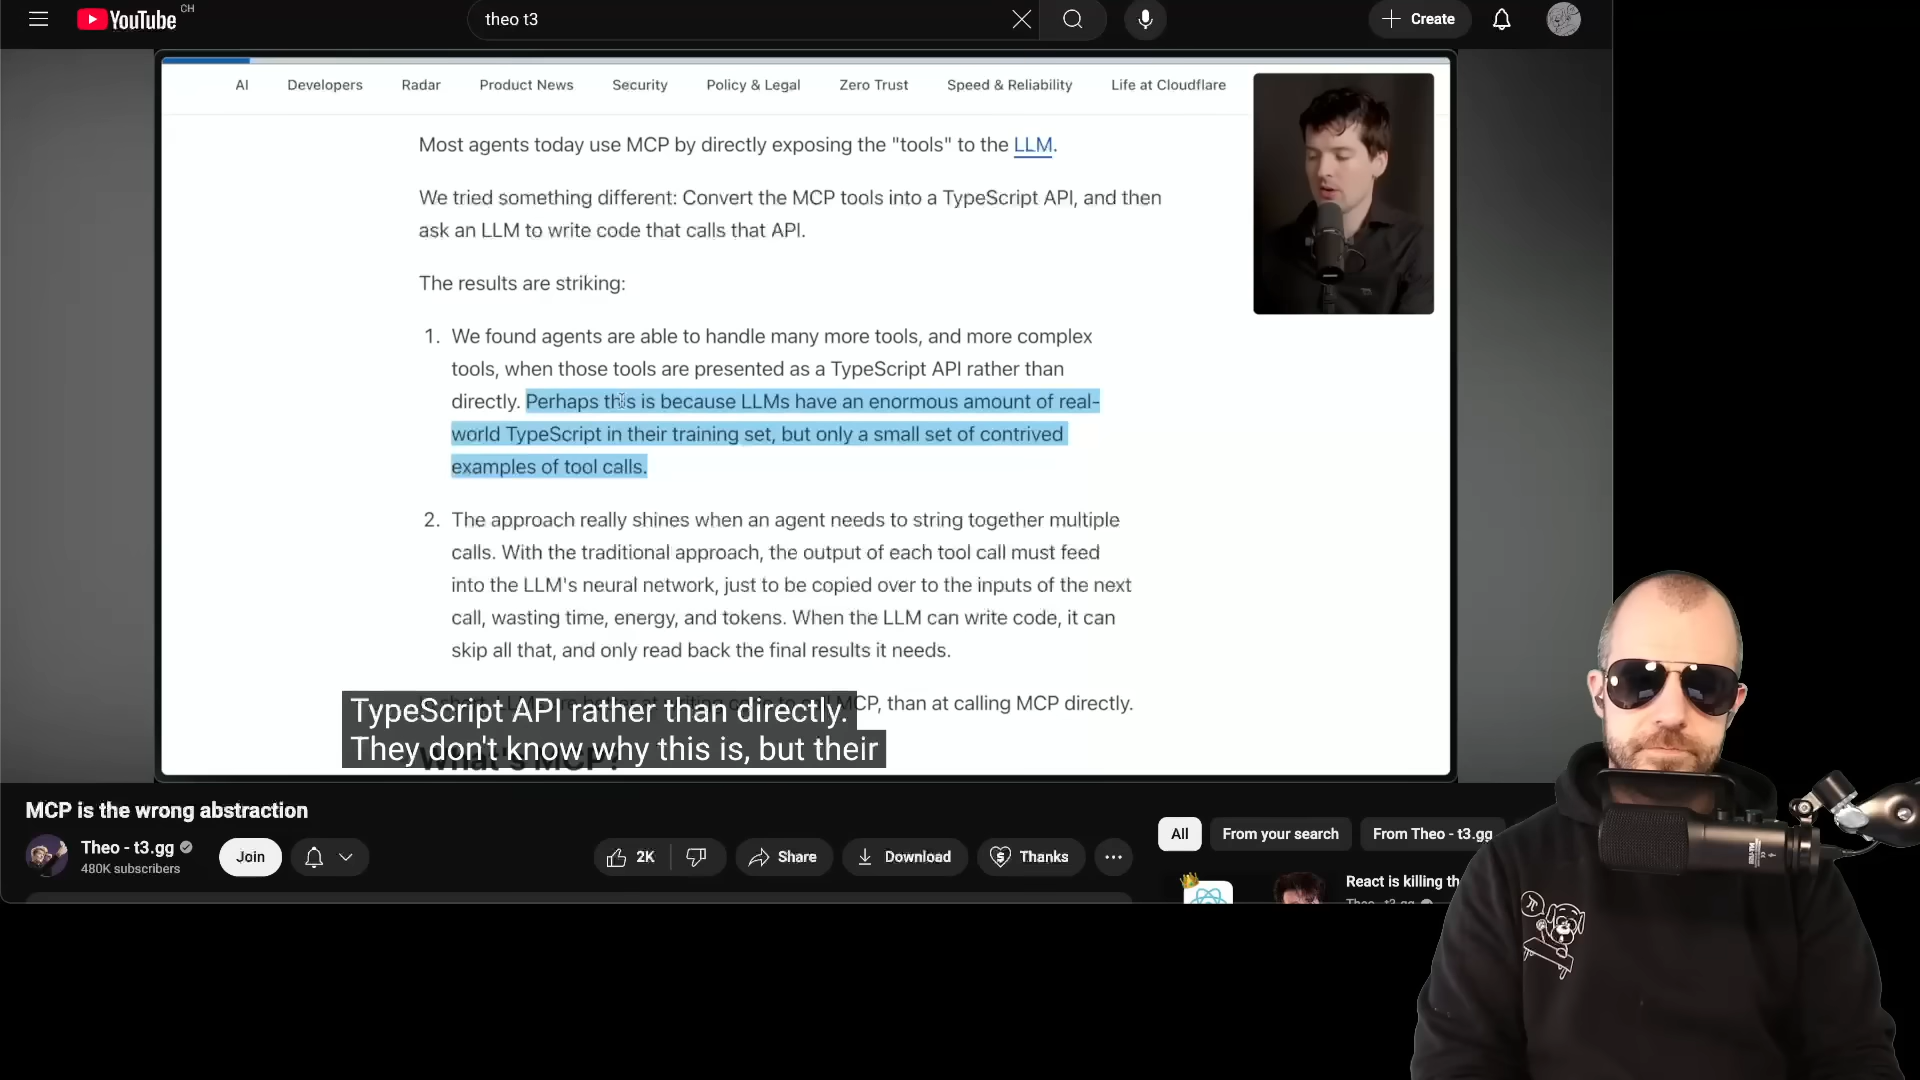 YouTube CH
theo t3
Create
AI Developers Radar Product News Security Policy & Legal Zero Trust Speed & Reliability Life at Cloudflare
Most agents today use MCP by directly exposing the "tools" to the LLM.
We tried something different: Convert the MCP tools into a TypeScript API, and then
ask an LLM to write code that calls that API.
The results are striking:
1. We found agents are able to handle many more tools, and more complex
tools, when those tools are presented as a TypeScript API rather than
directly. Perhaps this is because LLMs have an enormous amount of real-
world TypeScript in their training set, but only a small set of contrived
examples of tool calls.
2. The approach really shines when an agent needs to string together multiple
calls. With the traditional approach, the output of each tool call must feed
into the LLM's neural network, just to be copied over to the inputs of the next
call, wasting time, energy, and tokens. When the LLM can write code, it can
skip all that, and only read back the final results it needs.
MCP, than at calling MCP directly.
TypeScript API rather than directly.
They don't know why this is, but their
What's MCP?
MCP is the wrong abstraction
Theo - t3.gg
480K subscribers
Join
2K
Share
Download
Thanks
All
From your search
From Theo - t3.gg
React is killing th
Theo - t3.gg